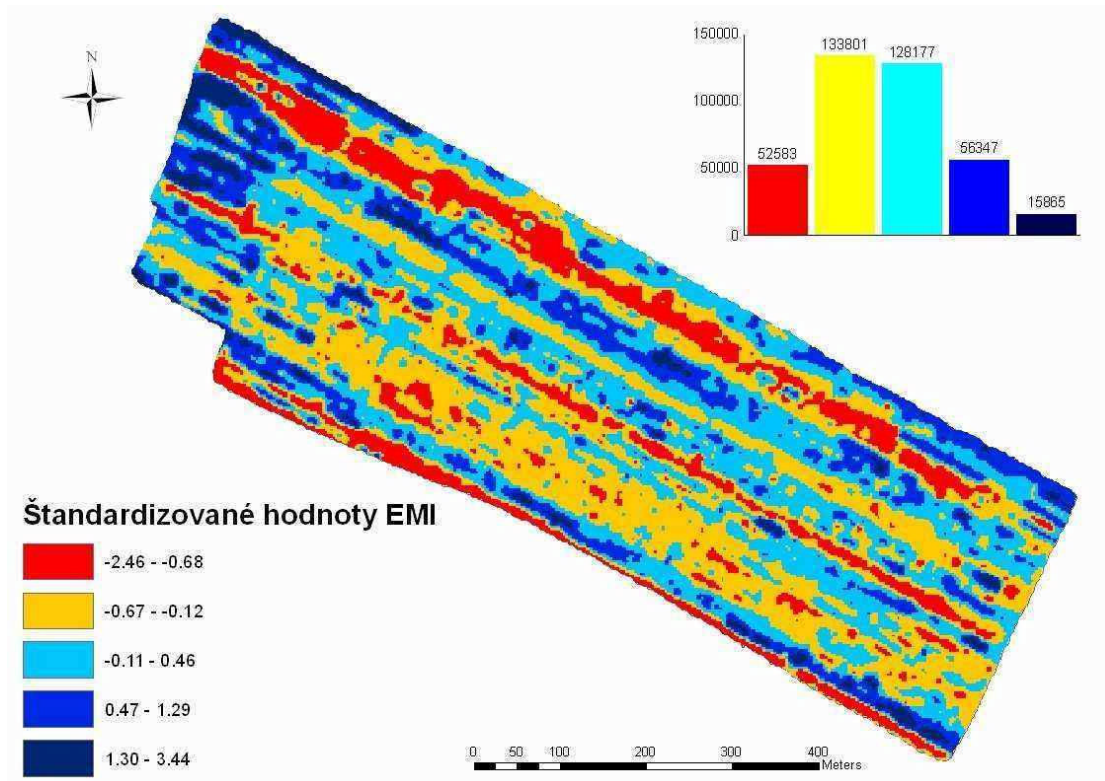 N
150000
100000
50000
0
52583
133801
128177
56347
15865
Štandardizované hodnoty EMI
-2.46 - -0.68
-0.67 - -0.12
-0.11 - 0.46
0.47 - 1.29
1.30 - 3.44
0 50 100 200 300 400
Meters